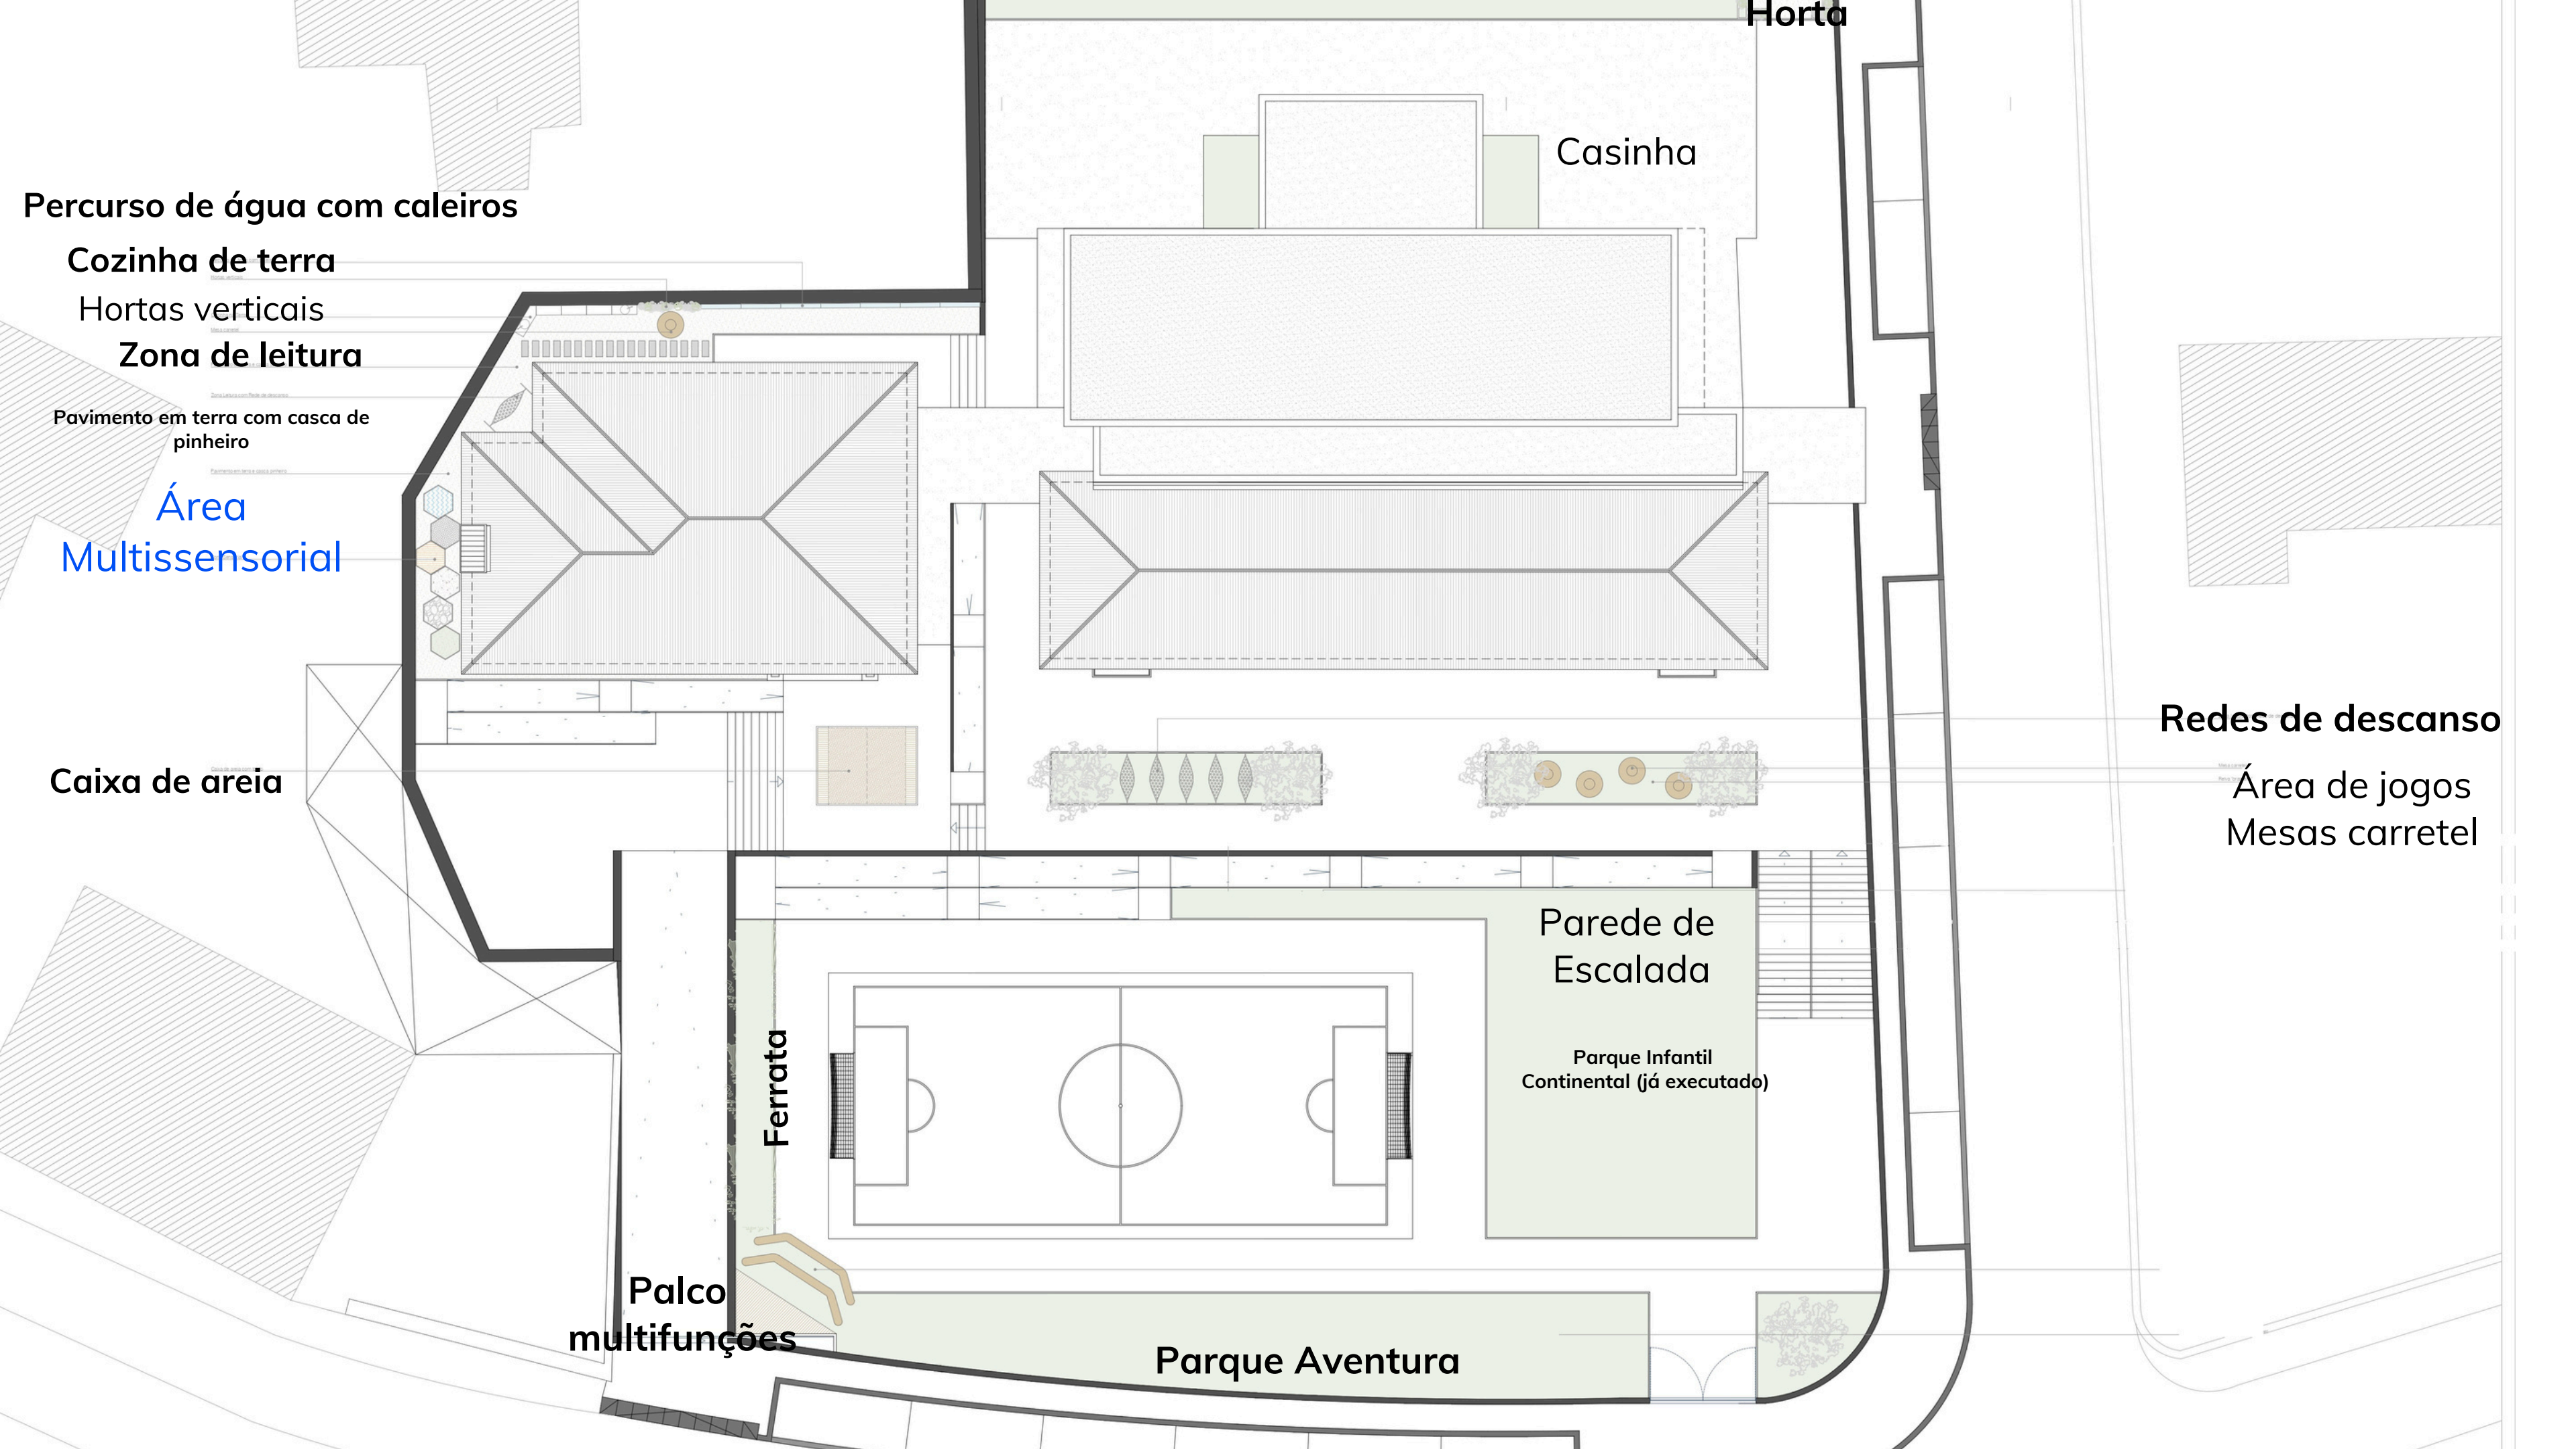 Horta
Casinha
Percurso de água com caleiros
Cozinha de terra
Hortas verticais
Zona de leitura
Pavimento em terra com casca de
pinheiro
Área
Multissensorial
Caixa de areia
Redes de descanso
Área de jogos
Mesas carretel
Parede de
Escalada
Parque Infantil
Continental (já executado)
Ferrata
Palco
multifunções
Parque Aventura